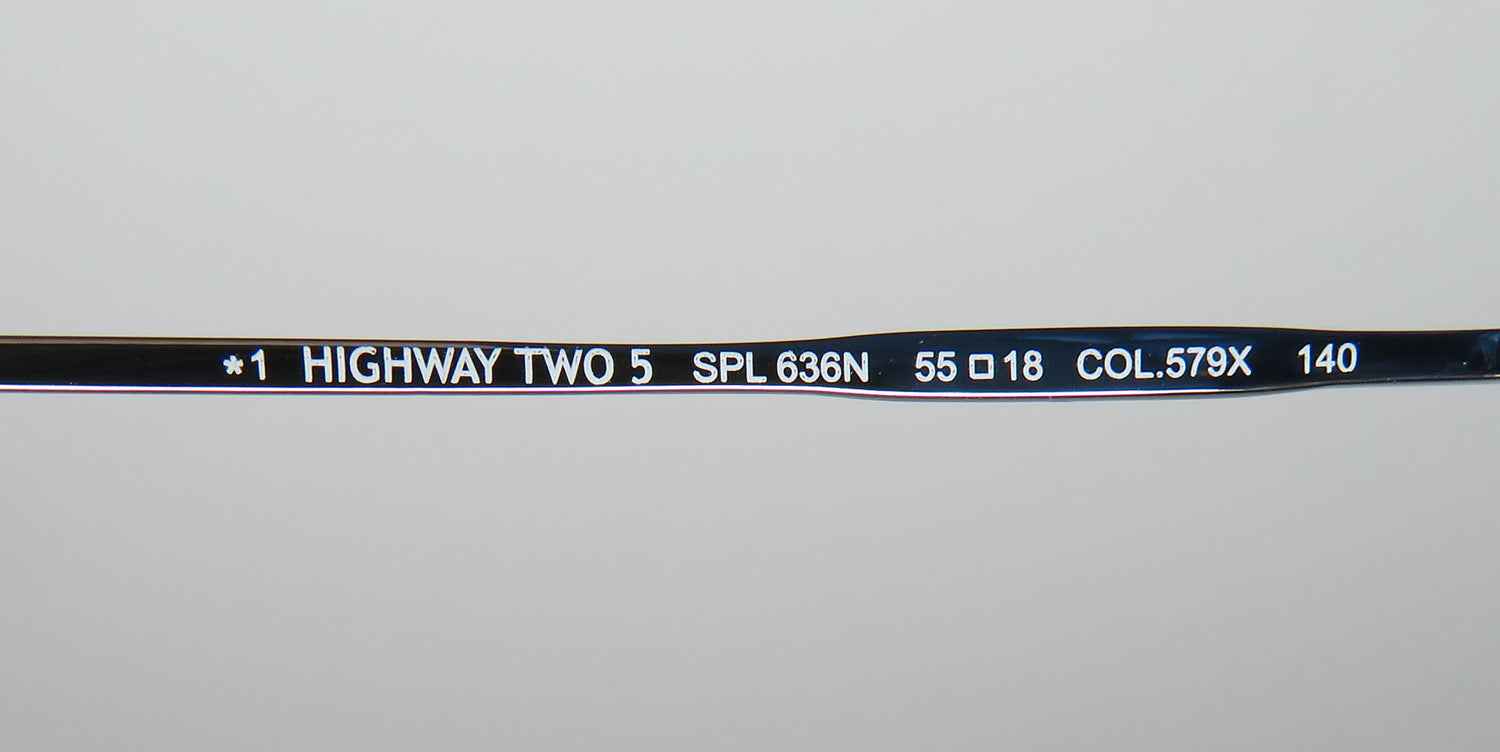 *1 HIGHWAY TWO 5 SPL 636N 55□18 COL.579X 140